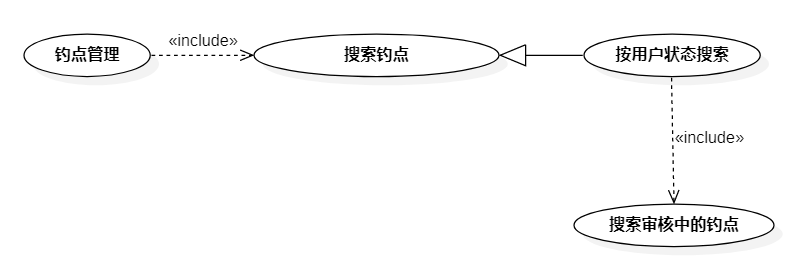 «include»
钓点管理
搜索钓点
按用户状态搜索
«include»
搜索审核中的钓点